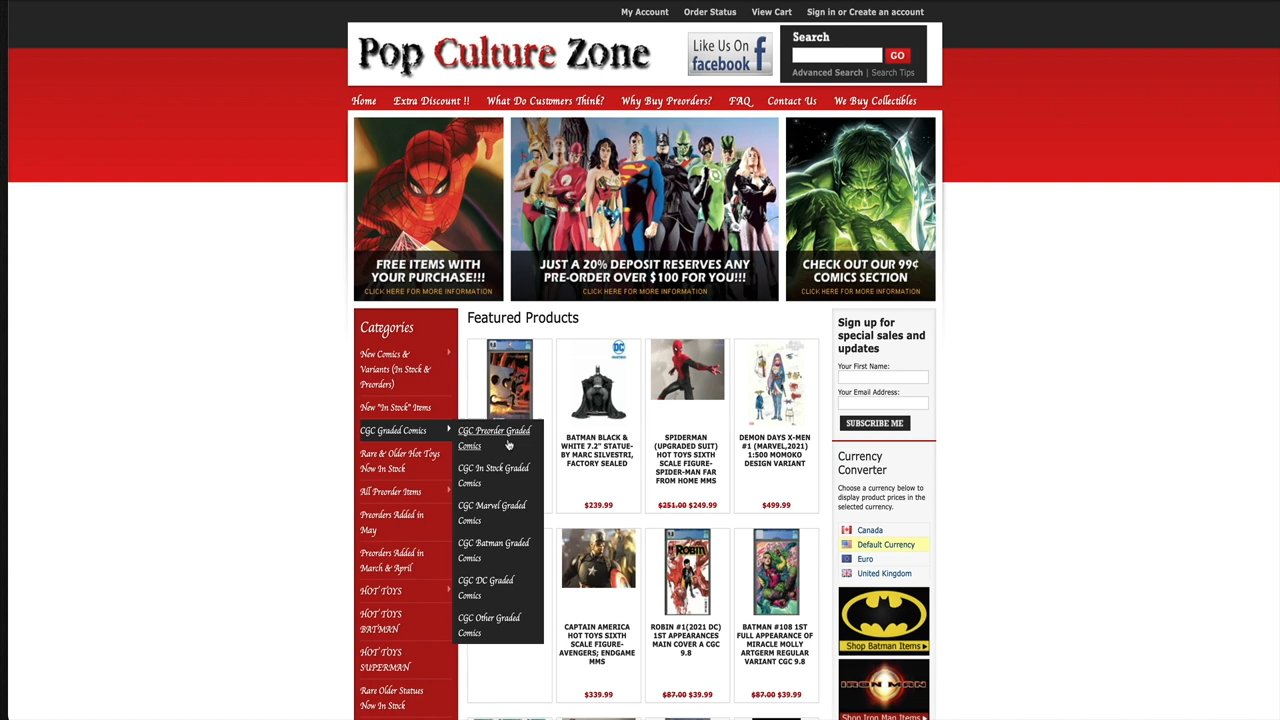 My Account Order Status View Cart Sign in or Create an account
Pop Culture Zone
Like Us On
facebook
Search
GO
Advanced Search | Search Tips
Home Extra Discount !! What Do Customers Think? Why Buy Preorders? FAQ Contact Us We Buy Collectibles
FREE ITEMS WITH
YOUR PURCHASE!!!
CLICK HERE FOR MORE INFORMATION
JUST A 20% DEPOSIT RESERVES ANY
PRE-ORDER OVER $100 FOR YOU!!!
CLICK HERE FOR MORE INFORMATION
CHECK OUT OUR 99¢
COMICS SECTION
CLICK HERE FOR MORE INFORMATION
Categories
New Comics &
Variants (In Stock &
Preorders)
New "In Stock" Items
CGC Graded Comics
Rare & Older Hot Toys
Now In Stock
All Preorder Items
Preorders Added in
May
Preorders Added in
March & April
HOT TOYS
HOT TOYS
BATMAN
HOT TOYS
SUPERMAN
Rare Older Statues
Now In Stock
CGC Preorder Graded
Comics
CGC In Stock Graded
Comics
CGC Marvel Graded
Comics
CGC Batman Graded
Comics
CGC DC Graded
Comics
CGC Other Graded
Comics
Featured Products
DC
BATMAN BLACK &
WHITE 7.2" STATUE-
BY MARC SILVESTRI,
FACTORY SEALED
$239.99
SPIDERMAN
(UPGRADED SUIT)
HOT TOYS SIXTH
SCALE FIGURE-
SPIDER-MAN FAR
FROM HOME MMS
$251.00 $249.99
DEMON DAYS X-MEN
#1 (MARVEL,2021)
1:500 MOMOKO
DESIGN VARIANT
$499.99
CAPTAIN AMERICA
HOT TOYS SIXTH
SCALE FIGURE-
AVENGERS; ENDGAME
MMS
$339.99
ROBIN
ROBIN #1(2021 DC)
1ST APPEARANCES
MAIN COVER A CGC
9.8
$87.00 $39.99
BATMAN #108 1ST
FULL APPEARANCE OF
MIRACLE MOLLY
ARTGERM REGULAR
VARIANT CGC 9.8
$87.00 $39.99
Sign up for
special sales and
updates
Your First Name:
Your Email Address:
SUBSCRIBE ME
Currency
Converter
Choose a currency below to
display product prices in the
selected currency.
Canada
Default Currency
Euro
United Kingdom
Shop Batman Items
IRON MAN
Shop Iron Man Items